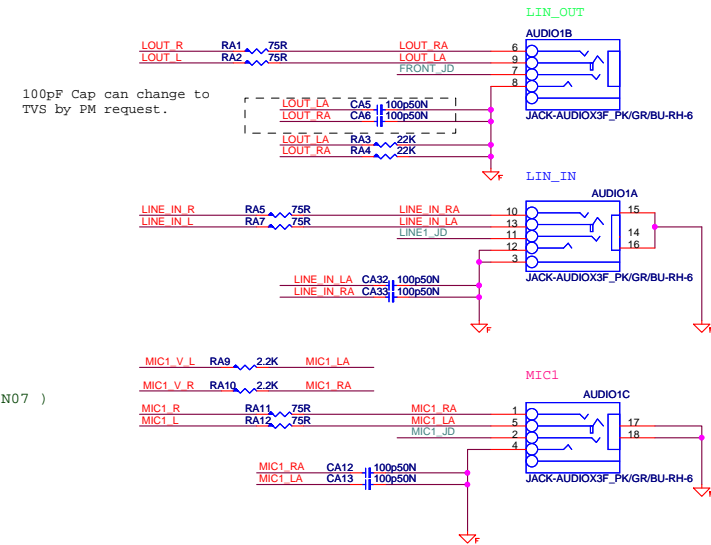 LIN_OUT
AUDIO1B
LOUT_R RA1 75R LOUT_RA 6
LOUT_L RA2 75R LOUT_LA 9
FRONT_JD 7
8
100pF Cap can change to
TVS by PM request.
LOUT_LA CA5 100p50N
LOUT_RA CA6 100p50N
JACK-AUDIOX3F_PK/GR/BU-RH-6
LOUT_LA RA3 22K
LOUT_RA RA4 22K
F
LIN_IN
AUDIO1A
LINE_IN_R RA5 75R LINE_IN_RA 10 15
LINE_IN_L RA7 75R LINE_IN_LA 13
LINE1_JD 11 14
12 16
3
JACK-AUDIOX3F_PK/GR/BU-RH-6
LINE_IN_LA CA32 100p50N
LINE_IN_RA CA33 100p50N
F
MIC1_V_L RA9 2.2K MIC1_LA
MIC1
MIC1_V_R RA10 2.2K MIC1_RA
AUDIO1C
N07 )
MIC1_R RA11 75R MIC1_RA 1 17
MIC1_L RA12 75R MIC1_LA 5
MIC1_JD 2 18
4
MIC1_RA CA12 100p50N
MIC1_LA CA13 100p50N
JACK-AUDIOX3F_PK/GR/BU-RH-6
F